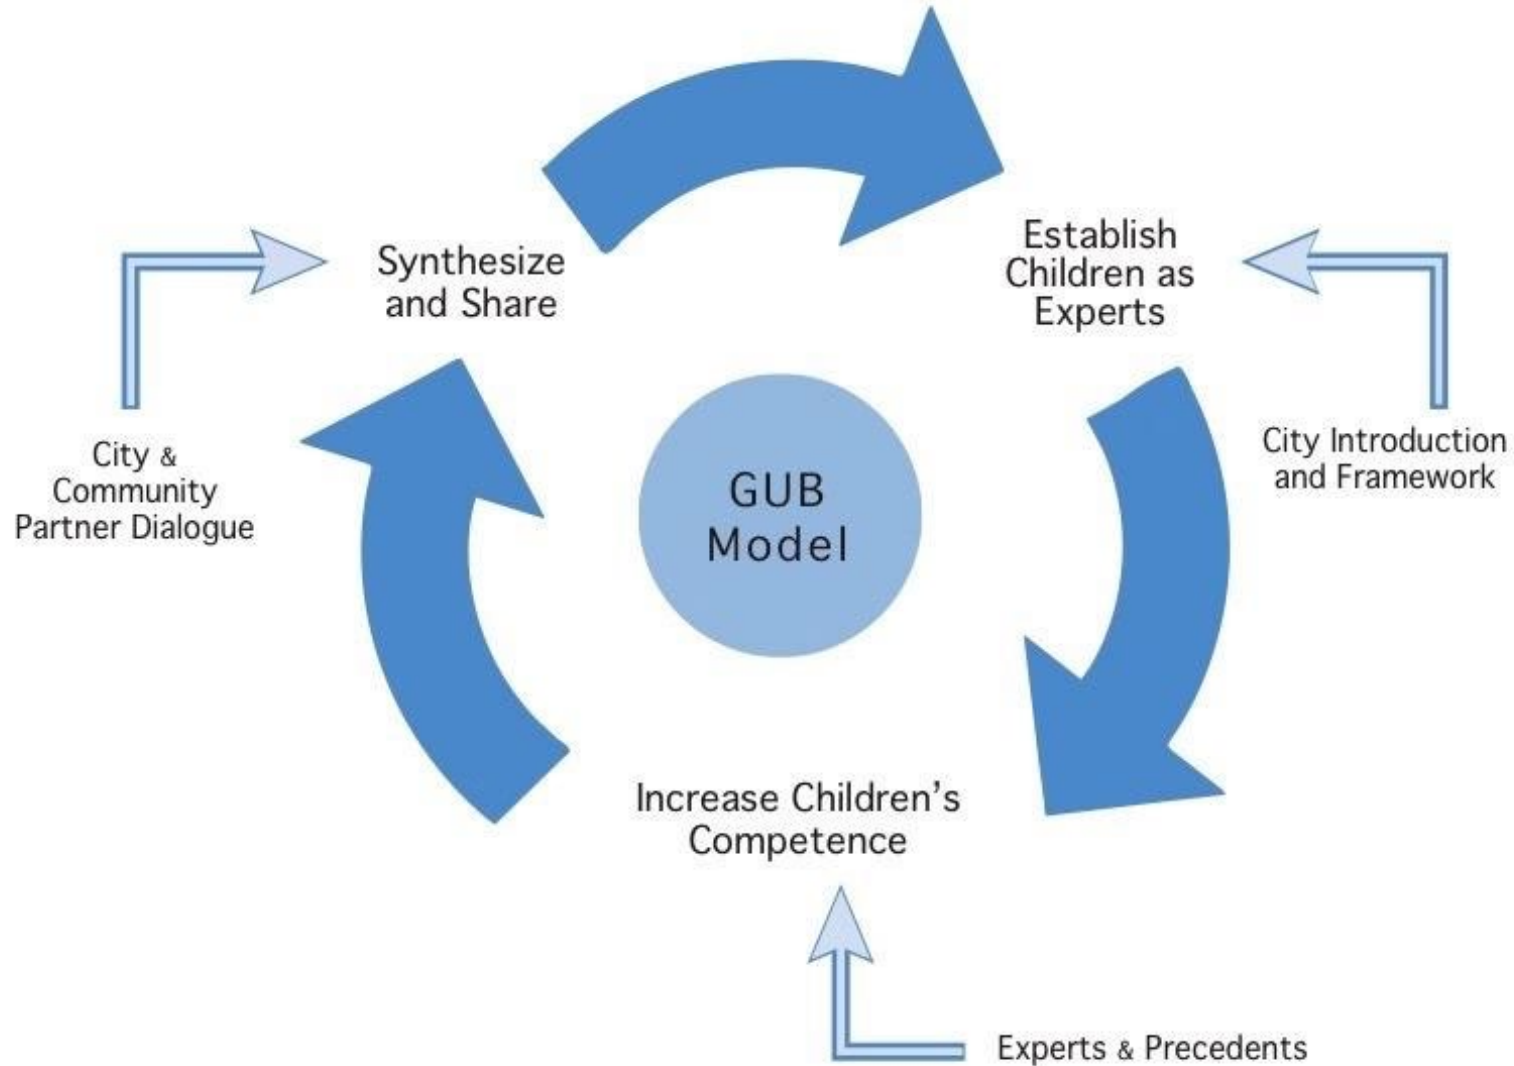 Synthesize
and Share
Establish
Children as
Experts
City &
Community
Partner Dialogue
GUB
Model
City Introduction
and Framework
Increase Children’s
Competence
Experts & Precedents